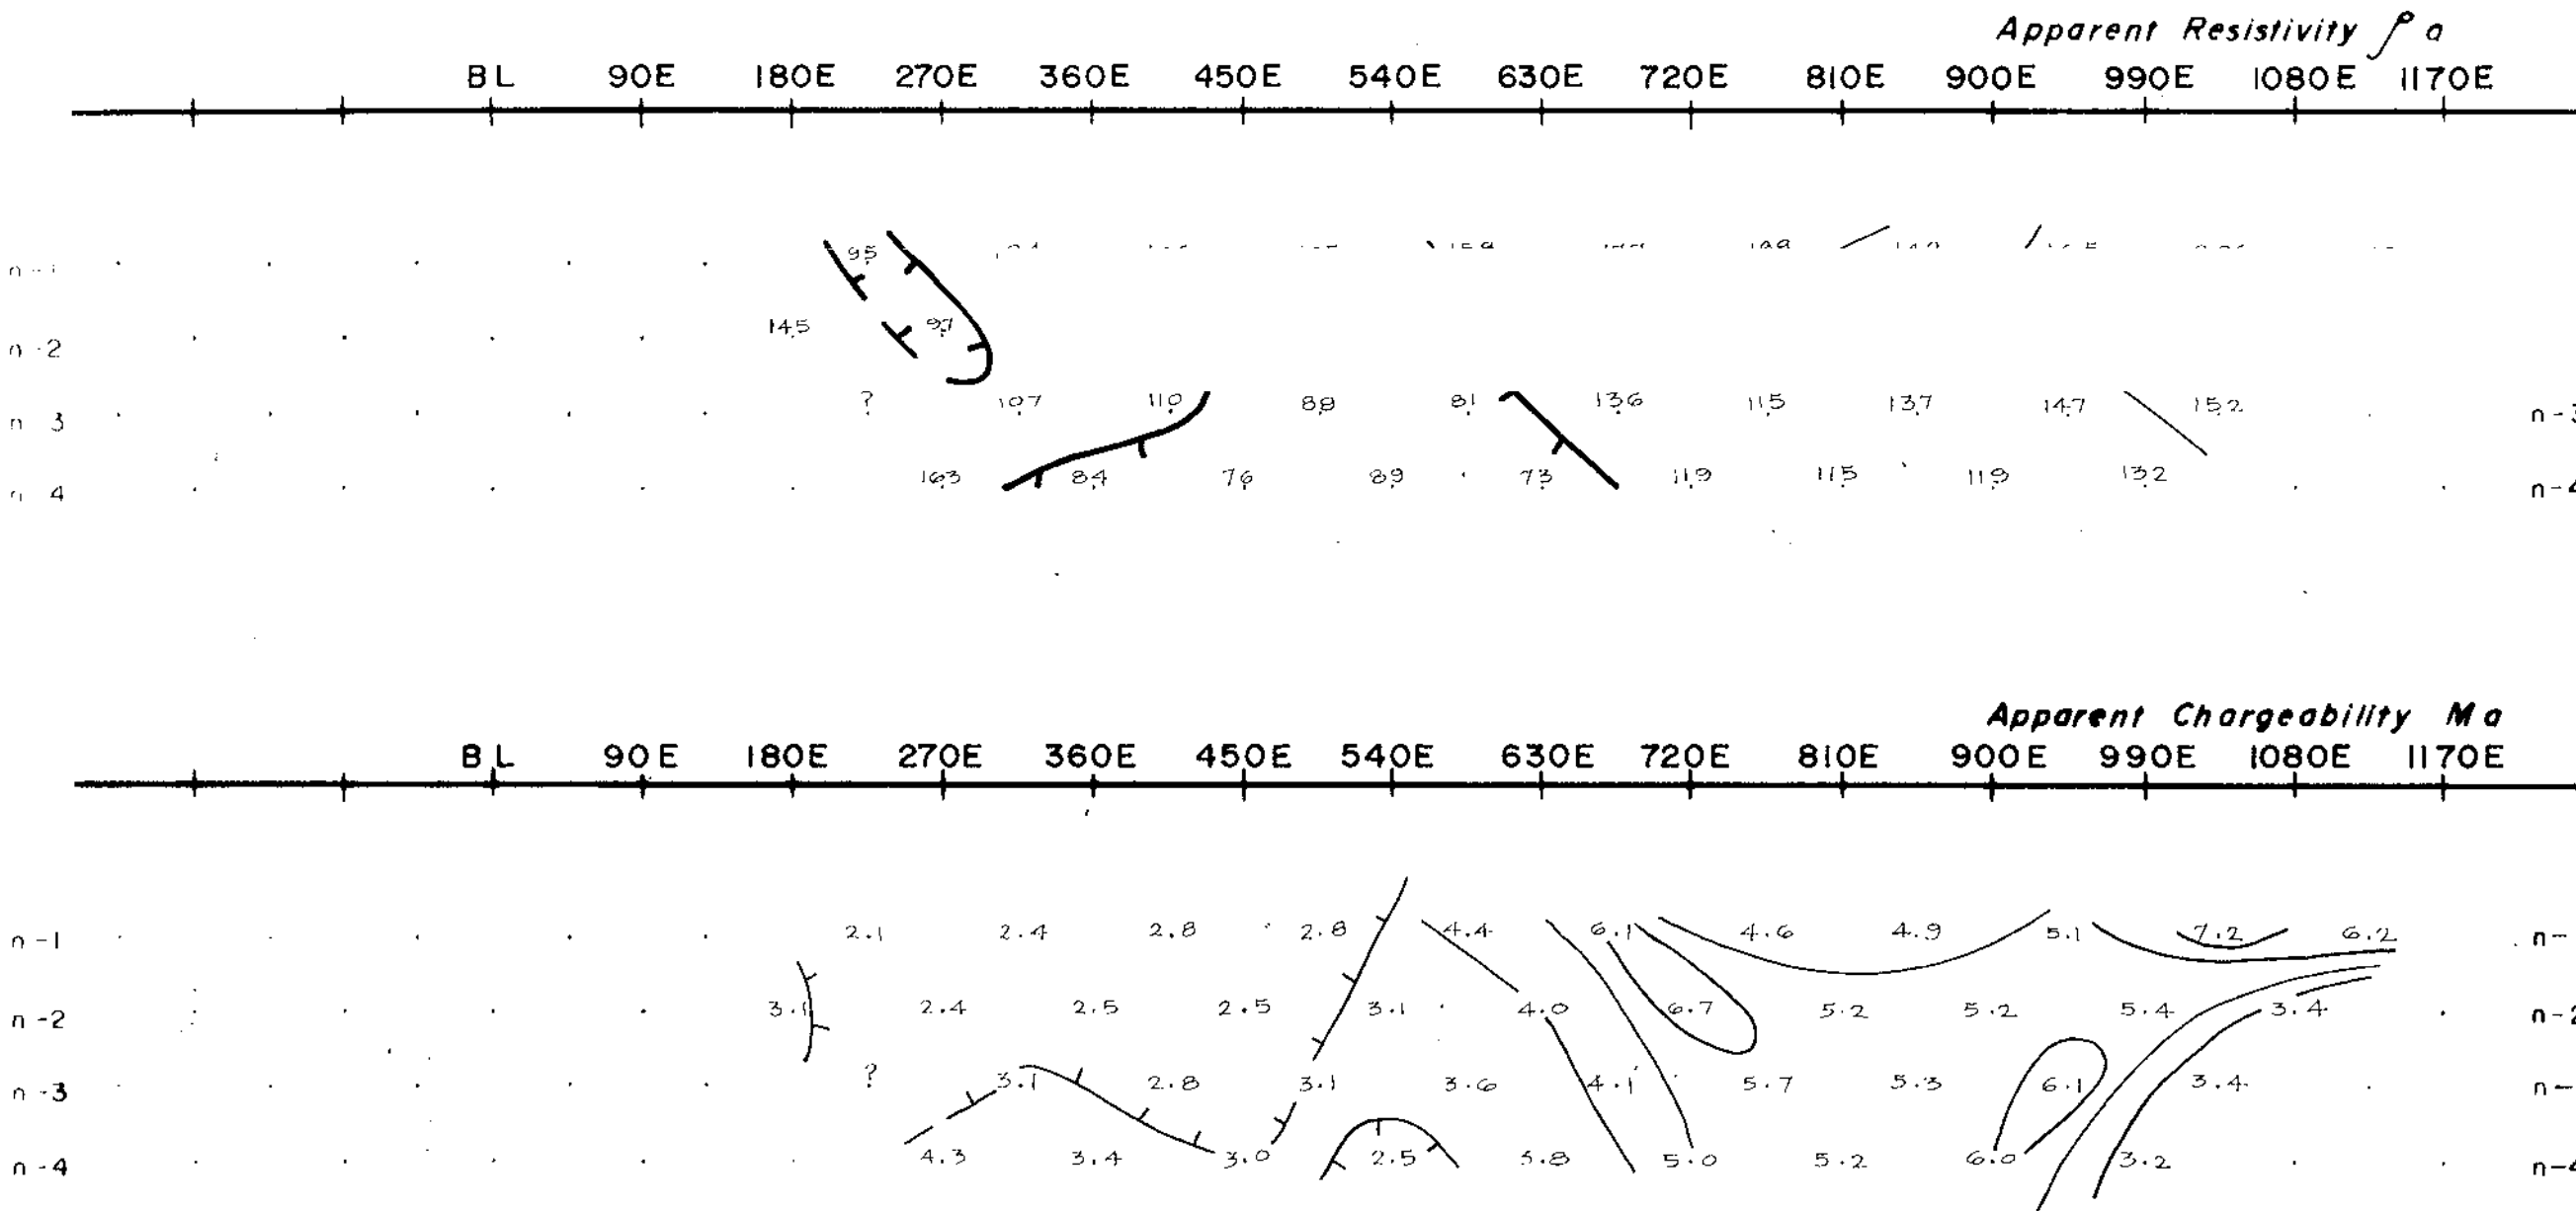 Apparent Resistivity ρa
BL 90E 180E 270E 360E 450E 540E 630E 720E 810E 900E 990E 1080E 1170E
95
n-2 145 97
n 3 ? 107 110 88 81 136 115 137 147 152 n-3
n 4 163 84 76 89 73 119 115 119 132 n-4
Apparent Chargeability Ma
BL 90E 180E 270E 360E 450E 540E 630E 720E 810E 900E 990E 1080E 1170E
n-1 2.1 2.4 2.8 2.8 4.4 6.1 4.6 4.9 5.1 7.2 6.2 n-
n-2 3.1 2.4 2.5 2.5 3.1 4.0 6.7 5.2 5.2 5.4 3.4 n-2
n-3 ? 3.1 2.8 3.1 3.6 4.1 5.7 5.3 6.1 3.4 n-
n-4 4.3 3.4 3.0 2.5 3.8 5.0 5.2 6.0 3.2 n-4